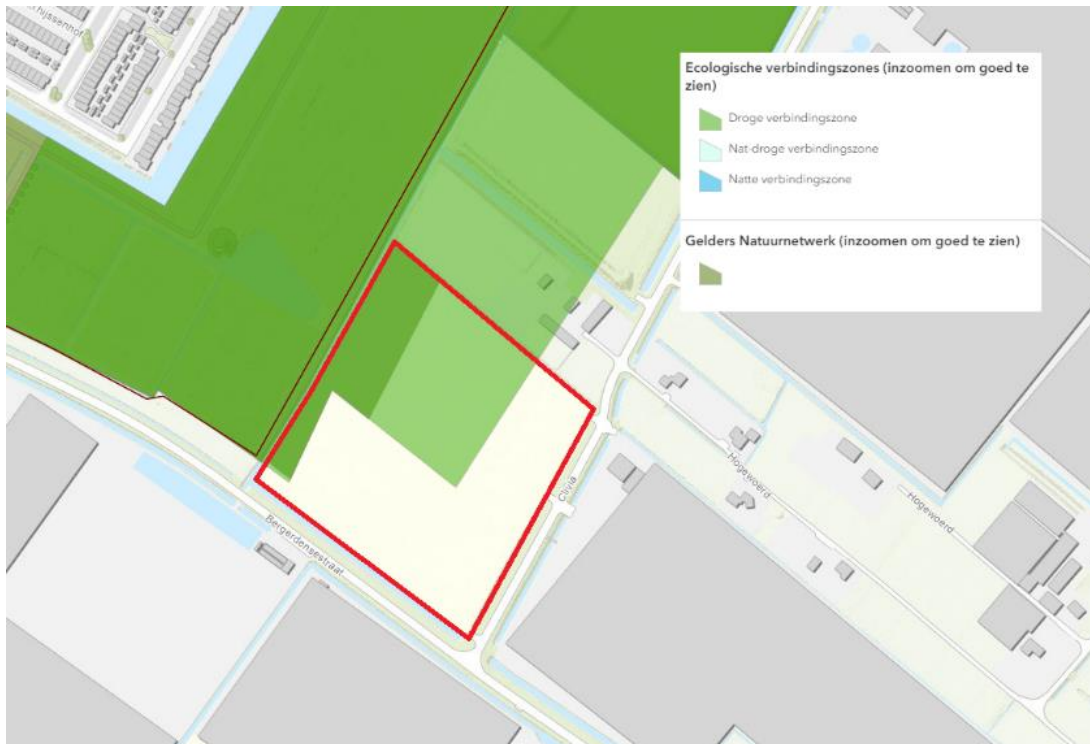 hijssenhof
Ecologische verbindingszones (inzoomen om goed te
zien)
Droge verbindingszone
Nat-droge verbindingszone
Natte verbindingszone
Gelders Natuurnetwerk (inzoomen om goed te zien)
Hogewoerd
Hogewoerd
Clivia
Bergerdensestraat